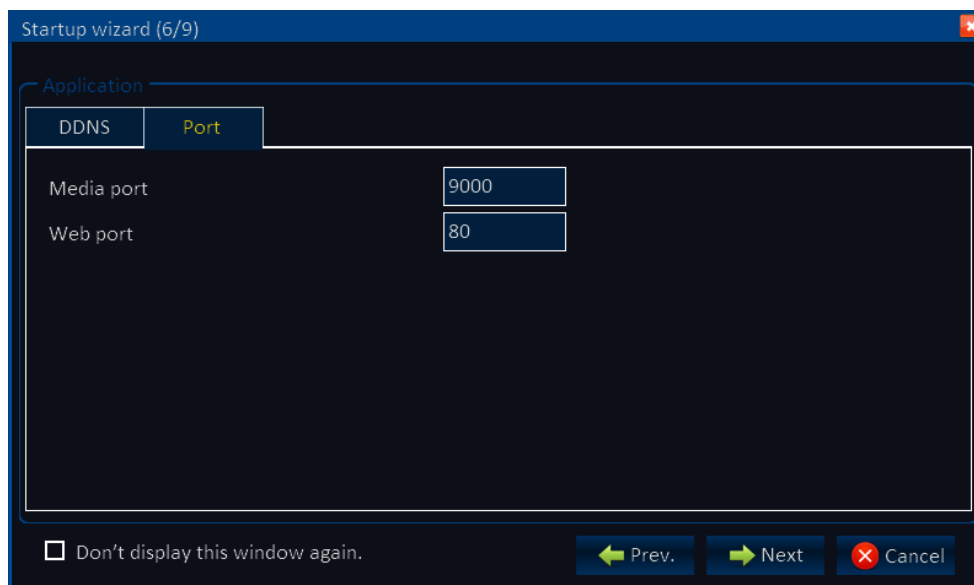 Startup wizard (6/9)
Application
DDNS Port
Media port 9000
Web port 80
Don't display this window again. Prev. Next Cancel